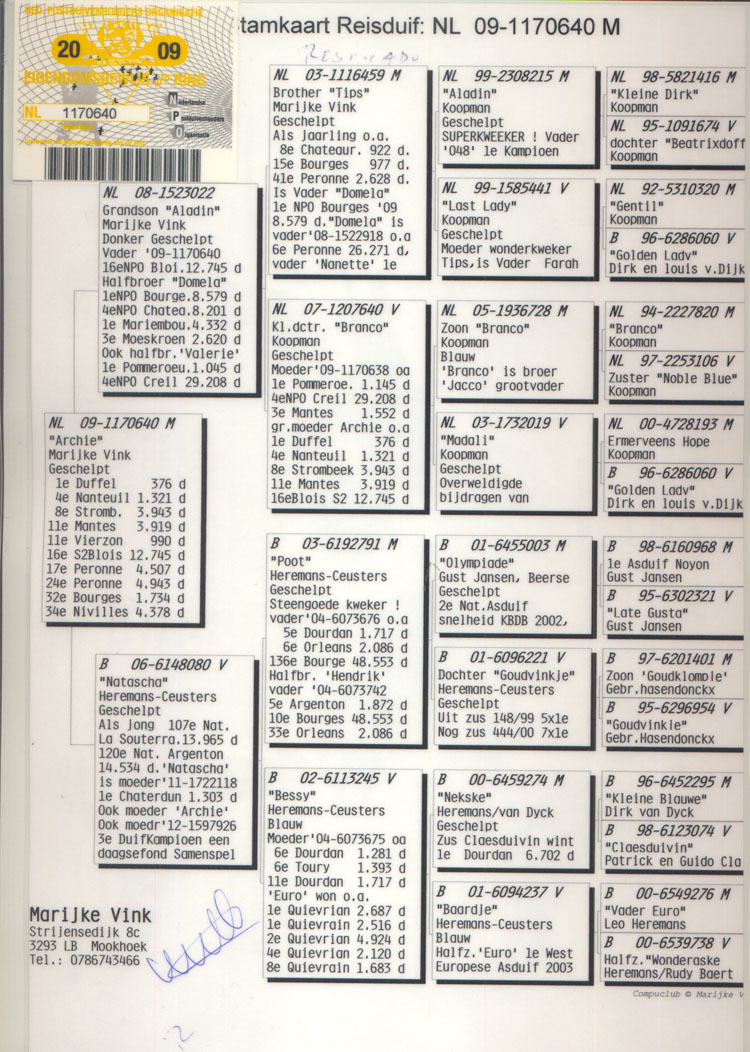 NED. POSTDUIVENHOUDERS ORGANISATIE
20 09
EIGENDOMSBEWIJS RING
NL 1170640
Nederlandse
Postduivenhouders
Organisatie
tamkaart Reisduif: NL 09-1170640 M
NL 09-1170640 M
"Archie"
Marijke Vink
Geschelpt
1e Duffel 376 d
4e Nanteuil 1.321 d
8e Stromb. 3.943 d
11e Mantes 3.919 d
11e Vierzon 990 d
16e S2Blois 12.745 d
17e Peronne 4.507 d
24e Peronne 4.943 d
32e Bourges 1.734 d
34e Nivilles 4.378 d
NL 08-1523022
Grandson "Aladin"
Marijke Vink
Donker Geschelpt
Vader '09-1170640
16eNPO Bloi.12.745 d
Halfbroer "Domela"
1eNPO Bourge.8.579 d
4eNPO Chatea.8.201 d
1e Mariembou.4.332 d
3e Moeskroen 2.620 d
Ook halfbr.'Valerie'
1e Pommeroeu.1.045 d
4eNPO Creil 29.208 d
B 06-6148080 V
"Natascha"
Heremans-Ceusters
Geschelpt
Als jong 107e Nat.
La Souterra.13.965 d
120e Nat. Argenton
14.534 d.'Natascha'
is moeder'11-1722118
1e Chaterdun 1.303 d
Ook moeder 'Archie'
Ook moedr'12-1597926
3e DuifKampioen een
daagsefond Samenspel
NL 03-1116459 M
Brother "Tips"
Marijke Vink
Geschelpt
Als jaarling o.a.
8e Chateaur. 922 d.
15e Bourges 977 d.
41e Peronne 2.628 d.
Is Vader "Domela"
1e NPO Bourges '09
8.579 d."Domela" is
vader'08-1522918 o.a
6e Peronne 26.271 d,
vader 'Nanette' 1e
NL 07-1207640 V
Kl.dctr. "Branco"
Koopman
Geschelpt
Moeder'09-1170638 oa
1e Pommeroe. 1.145 d
4eNPO Creil 29.208 d
3e Mantes 1.552 d
gr.moeder Archie o.a
1e Duffel 376 d
4e Nanteuil 1.321 d
8e Strombeek 3.943 d
11e Mantes 3.919 d
16eBlois S2 12.745 d
B 03-6192791 M
"Poot"
Heremans-Ceusters
Geschelpt
Steengoede kweker !
vader'04-6073676 o.a
5e Dourdan 1.717 d
6e Orleans 2.086 d
136e Bourge 48.553 d
Halfbr. 'Hendrik'
vader '04-6073742
5e Argenton 1.872 d
10e Bourges 48.553 d
33e Orleans 2.086 d
B 02-6113245 V
"Bessy"
Heremans-Ceusters
Blauw
Moeder'04-6073675 oa
6e Dourdan 1.281 d
6e Toury 1.393 d
11e Dourdan 1.717 d
'Euro' won o.a.
1e Quievrian 2.687 d
1e Quievrain 2.516 d
2e Quievrain 4.924 d
4e Quievrain 2.120 d
8e Quievrain 1.683 d
NL 99-2308215 M
"Aladin"
Koopman
Geschelpt
SUPERKWEEKER ! Vader
'048' 1e Kampioen
NL 99-1585441 V
"Last Lady"
Koopman
Geschelpt
Moeder wonderkweker
Tips,is Vader Farah
NL 05-1936728 M
Zoon "Branco"
Koopman
Blauw
'Branco' is broer
'Jacco' grootvader
NL 03-1732019 V
"Madali"
Koopman
Geschelpt
Overweldigde
bijdragen van
B 01-6455003 M
"Olympiade"
Gust Jansen, Beerse
Geschelpt
2e Nat.Asduif
snelheid KBDB 2002,
B 01-6096221 V
Dochter "Goudvinkje"
Heremans-Ceusters
Geschelpt
Uit zus 148/99 5x1e
Nog zus 444/00 7x1e
B 00-6459274 M
"Nekske"
Heremans/van Dyck
Geschelpt
Zus Claesduivin wint
1e Dourdan 6.702 d
B 01-6094237 V
"Baardje"
Heremans-Ceusters
Blauw
Halfz.'Euro' 1e West
Europese Asduif 2003
NL 98-5821416 M
"Kleine Dirk"
Koopman
NL 95-1091674 V
dochter "Beatrixdoff
Koopman
NL 92-5310320 M
"Gentil"
Koopman
B 96-6286060 V
"Golden Lady"
Dirk en louis v.Dijk
NL 94-2227820 M
"Branco"
Koopman
NL 97-2253106 V
Zuster "Noble Blue"
Koopman
NL 00-4728193 M
Ermerveens Hope
Koopman
B 96-6286060 V
"Golden Lady"
Dirk en louis v.Dijk
B 98-6160968 M
1e Asduif Noyon
Gust Jansen
B 95-6302321 V
"Late Gusta"
Gust Jansen
B 97-6201401 M
Zoon 'Goudklompje'
Gebr.hasendonckx
B 95-6296954 V
"Goudvinkje"
Gebr.Hasendonckx
B 96-6452295 M
"Kleine Blauwe"
Dirk van Dyck
B 98-6123074 V
"Claesduivin"
Patrick en Guido Cla
B 00-6549276 M
"Vader Euro"
Leo Heremans
B 00-6539738 V
Halfz."Wonderaske
Heremans/Rudy Baert
Marijke Vink
Strijensedijk 8c
3293 LB Mookhoek
Tel.: 0786743466
Compuclub © Marijke V